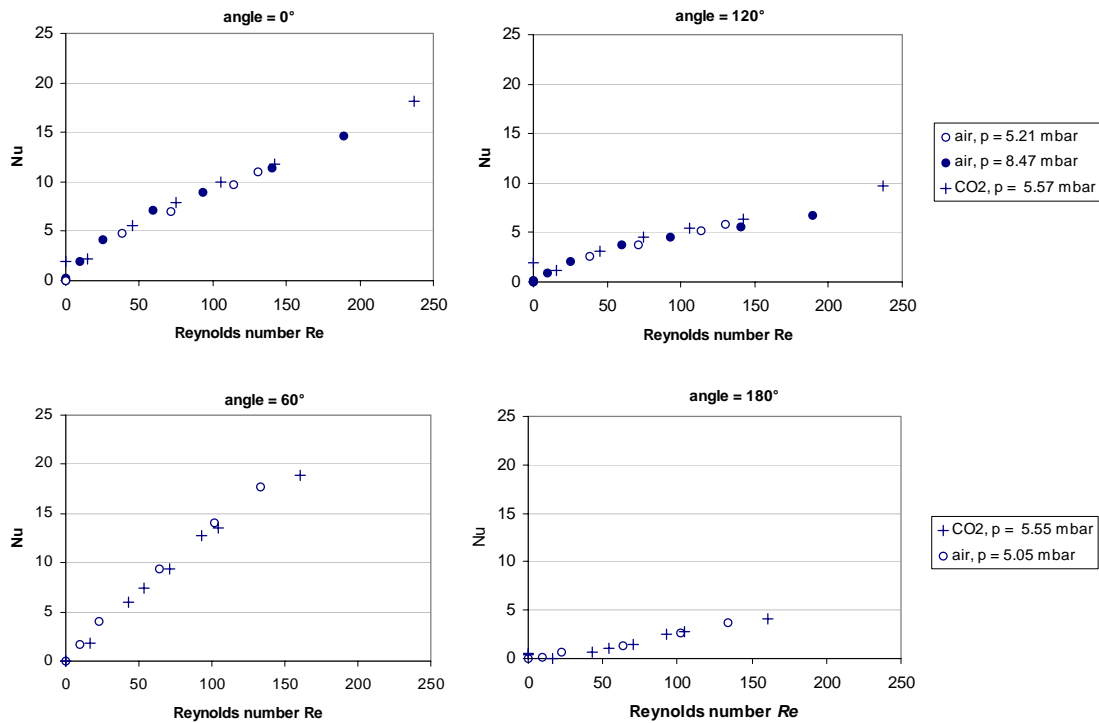 angle = 0°
25
20
15
10
5
0
Nu
0 50 100 150 200 250
Reynolds number Re
angle = 120°
25
20
15
10
5
0
Nu
0 50 100 150 200 250
Reynolds number Re
air, p = 5.21 mbar
air, p = 8.47 mbar
CO2, p = 5.57 mbar
angle = 60°
25
20
15
10
5
0
Nu
0 50 100 150 200 250
Reynolds number Re
angle = 180°
25
20
15
10
5
0
Nu
0 50 100 150 200 250
Reynolds number Re
CO2, p = 5.55 mbar
air, p = 5.05 mbar